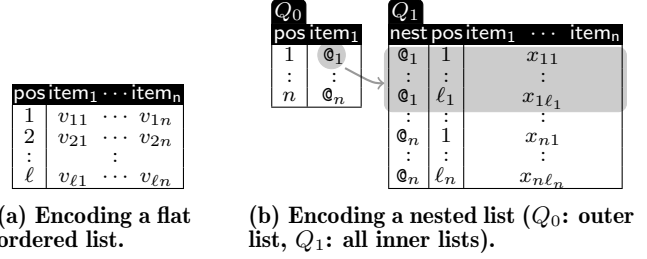 Q₀ Q₁
pos item₁ nest pos item₁ ··· itemₙ
1 @₁ @₁ 1 x₁₁
: : : : :
n @ₙ @₁ ℓ₁ x₁ℓ₁
: : :
@ₙ 1 xₙ₁
: : :
@ₙ ℓₙ xₙℓₙ
pos item₁ ··· itemₙ
1 v₁₁ ··· v₁ₙ
2 v₂₁ ··· v₂ₙ
: :
ℓ vℓ₁ ··· vℓₙ
(a) Encoding a flat
ordered list.
(b) Encoding a nested list (Q₀: outer
list, Q₁: all inner lists).